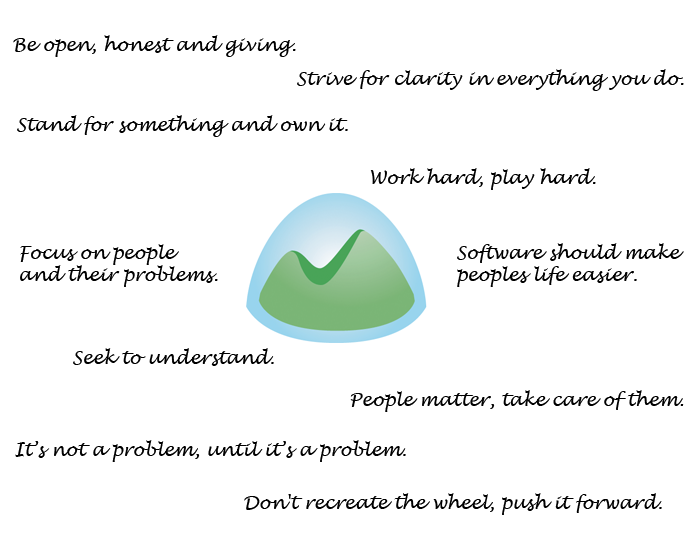 Be open, honest and giving.
Strive for clarity in everything you do.
Stand for something and own it.
Work hard, play hard.
Focus on people
and their problems.
Software should make
peoples life easier.
Seek to understand.
People matter, take care of them.
It's not a problem, until it's a problem.
Don't recreate the wheel, push it forward.